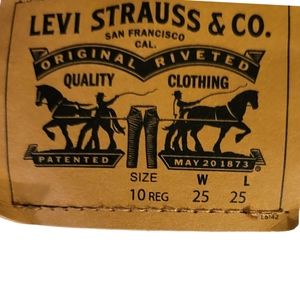 LEVI STRAUSS & CO.
SAN FRANCISCO
CAL.
ORIGINAL RIVETED
QUALITY CLOTHING
PATENTED MAY 20 1873
SIZE W L
10 REG 25 25